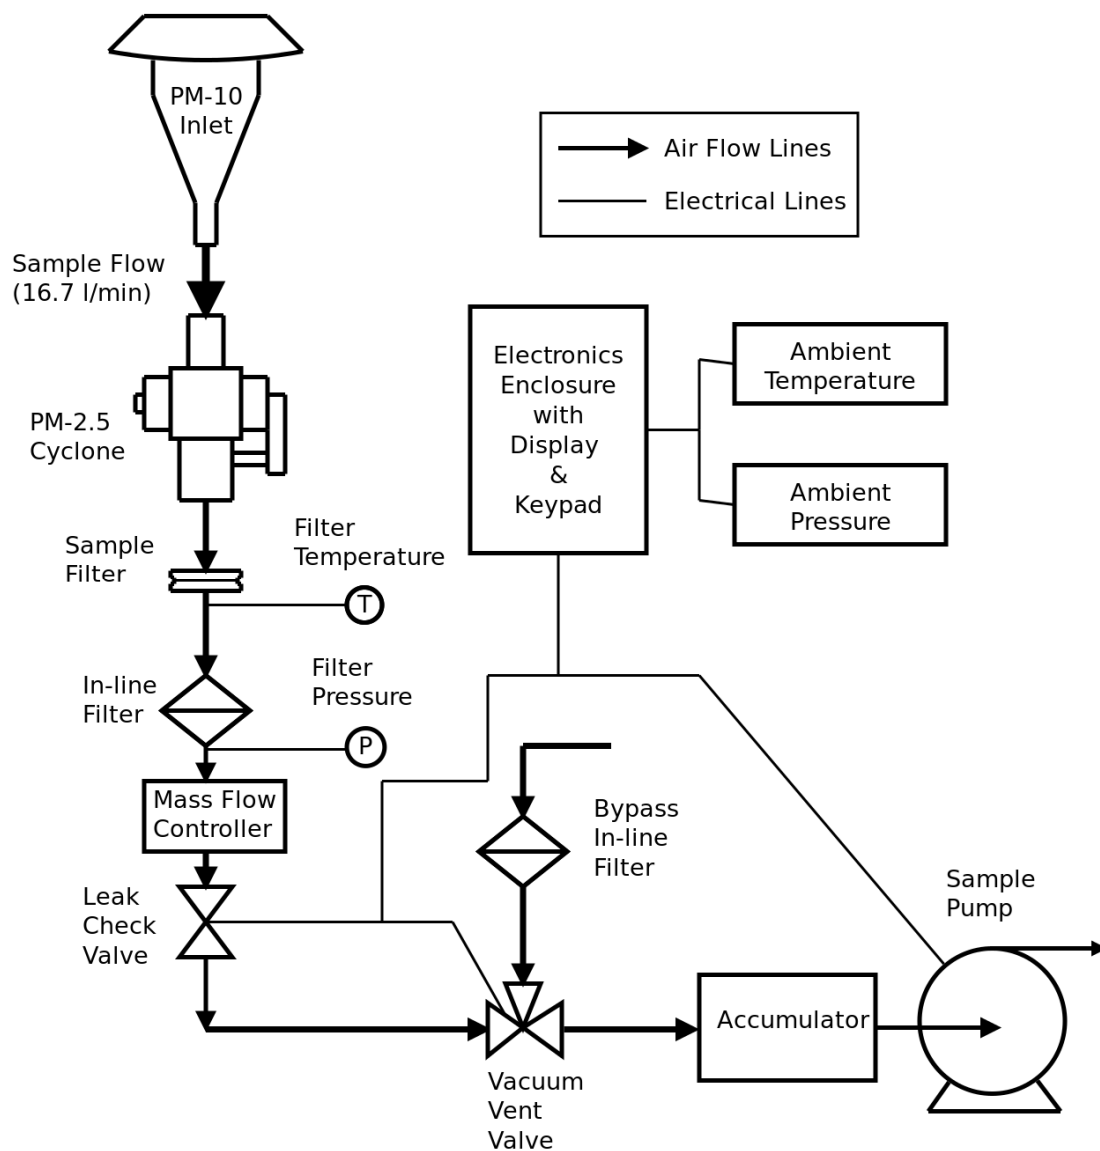 PM-10
Inlet
Air Flow Lines
Electrical Lines
Sample Flow
(16.7 l/min)
Electronics
Enclosure
with
Display
&
Keypad
Ambient
Temperature
PM-2.5
Cyclone
Ambient
Pressure
Sample
Filter
Filter
Temperature
T
In-line
Filter
Filter
Pressure
P
Mass Flow
Controller
Bypass
In-line
Filter
Leak
Check
Valve
Sample
Pump
Accumulator
Vacuum
Vent
Valve